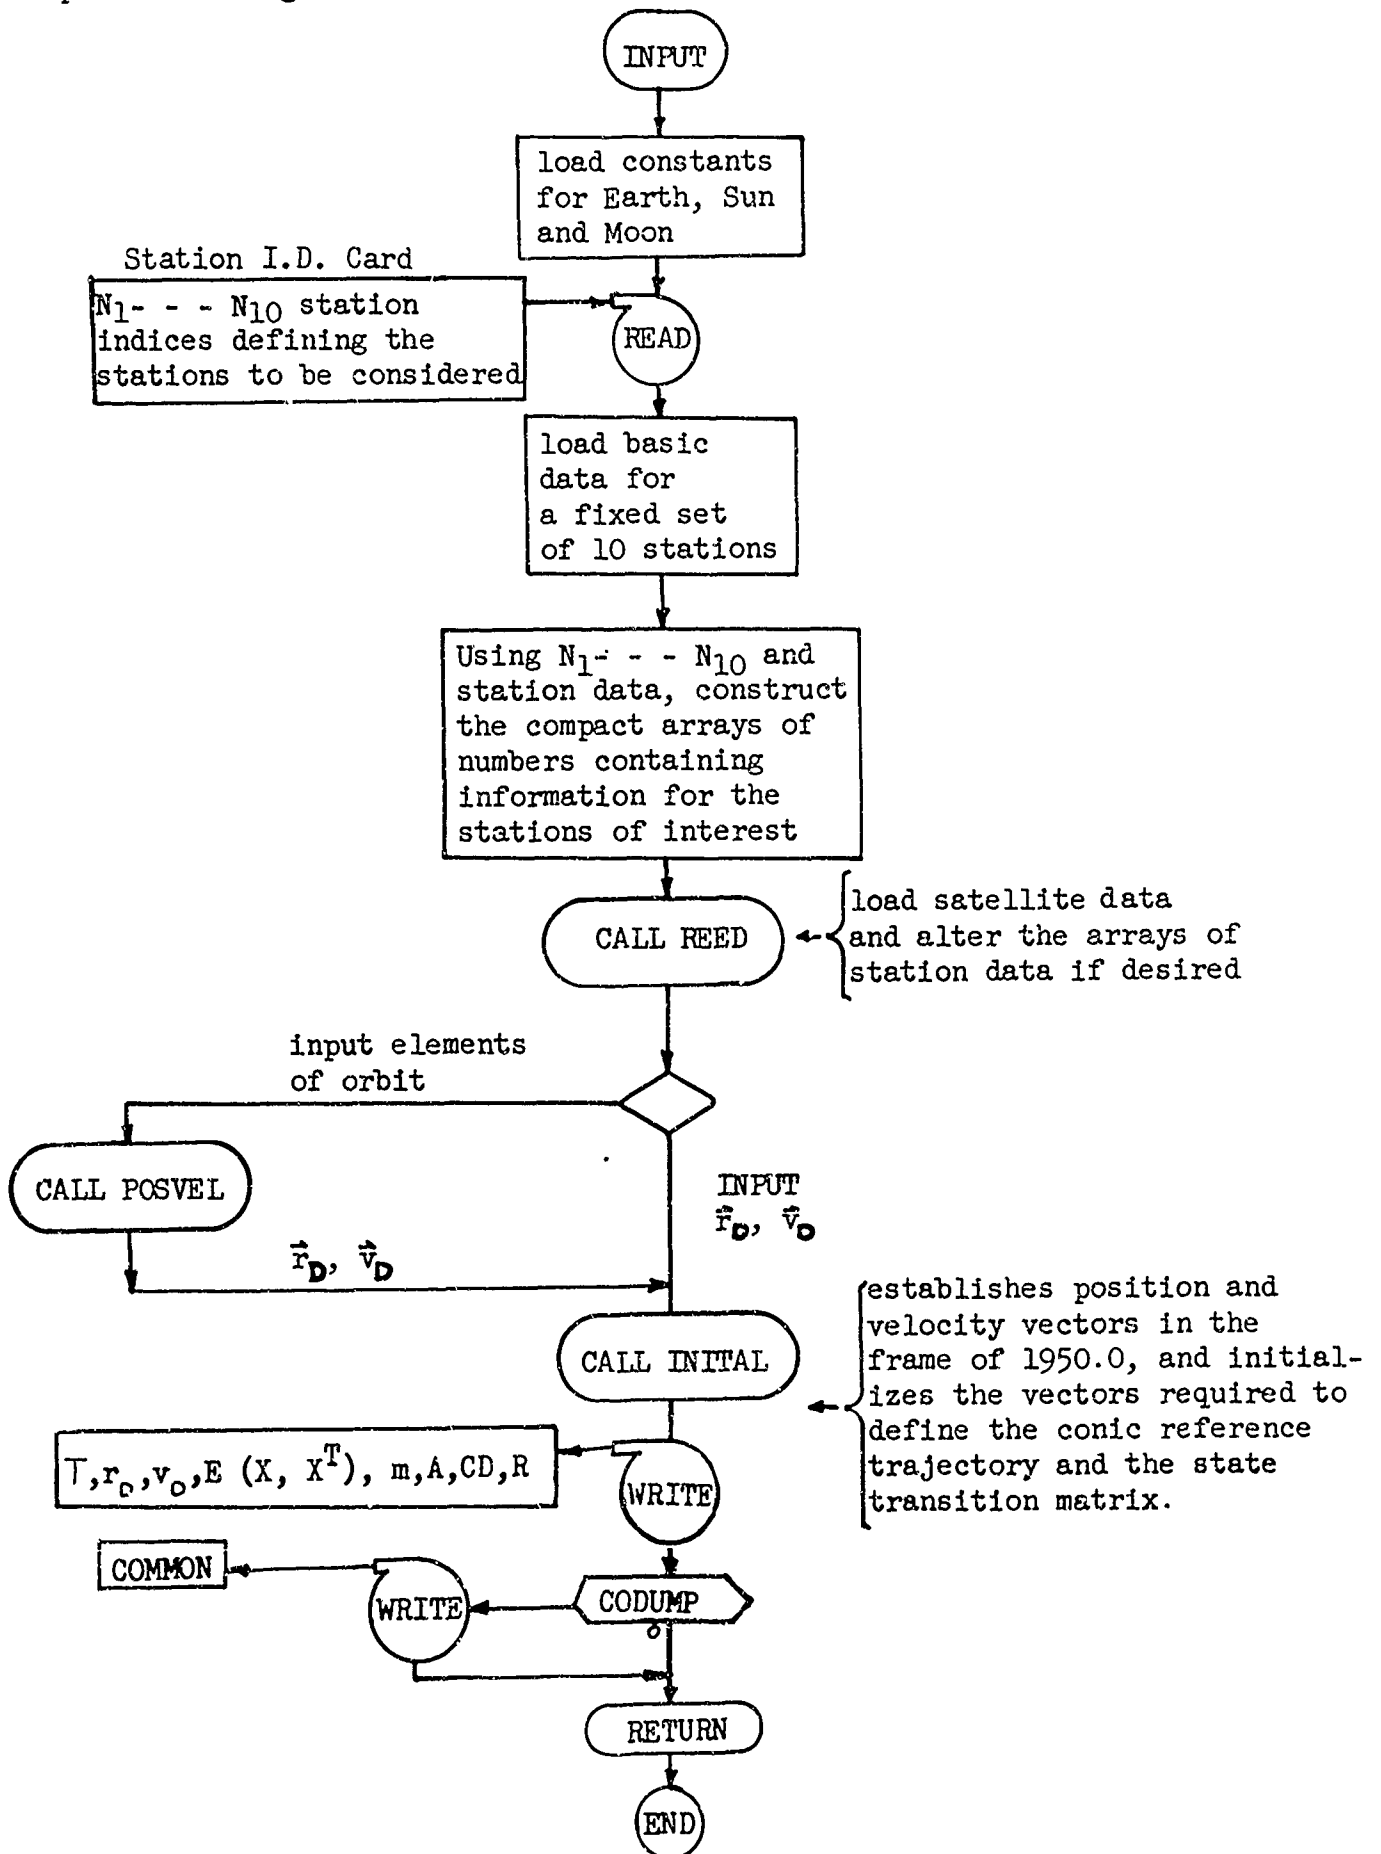 INPUT
load constants
for Earth, Sun
and Moon
Station I.D. Card
N1- - - N10 station
indices defining the
stations to be considered
READ
load basic
data for
a fixed set
of 10 stations
Using N1- - - N10 and
station data, construct
the compact arrays of
numbers containing
information for the
stations of interest
CALL REED
load satellite data
and alter the arrays of
station data if desired
input elements
of orbit
CALL POSVEL
INPUT
r⃗D, v⃗D
r⃗D, v⃗D
CALL INITAL
establishes position and
velocity vectors in the
frame of 1950.0, and initial-
izes the vectors required to
define the conic reference
trajectory and the state
transition matrix.
T,rD,vD,E (X, X^T), m,A,CD,R
WRITE
COMMON
WRITE
CODUMP
o
RETURN
END